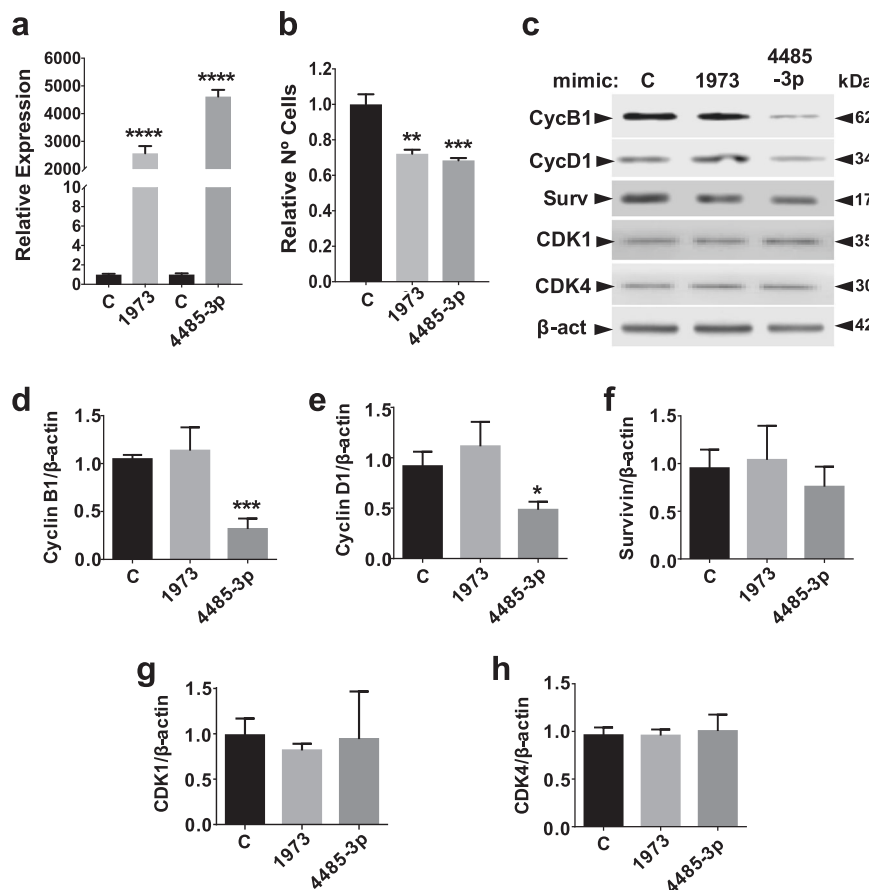 a
Relative Expression
6000
5000
4000
3000
2000
10
8
6
4
2
0
****
****
C
1973
C
4485-3p
b
Relative Nº Cells
1.2
1.0
0.8
0.6
0.4
0.2
0.0
**
***
C
1973
4485-3p
c
mimic: C 1973 4485-3p kDa
CycB1 62
CycD1 34
Surv 17
CDK1 35
CDK4 30
β-act 42
d
Cyclin B1/β-actin
1.5
1.0
0.5
0.0
***
C
1973
4485-3p
e
Cyclin D1/β-actin
1.5
1.0
0.5
0.0
*
C
1973
4485-3p
f
Survivin/β-actin
1.5
1.0
0.5
0.0
C
1973
4485-3p
g
CDK1/β-actin
1.5
1.0
0.5
0.0
C
1973
4485-3p
h
CDK4/β-actin
1.5
1.0
0.5
0.0
C
1973
4485-3p